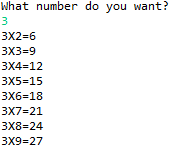 What number do you want?
3
3X2=6
3X3=9
3X4=12
3X5=15
3X6=18
3X7=21
3X8=24
3X9=27